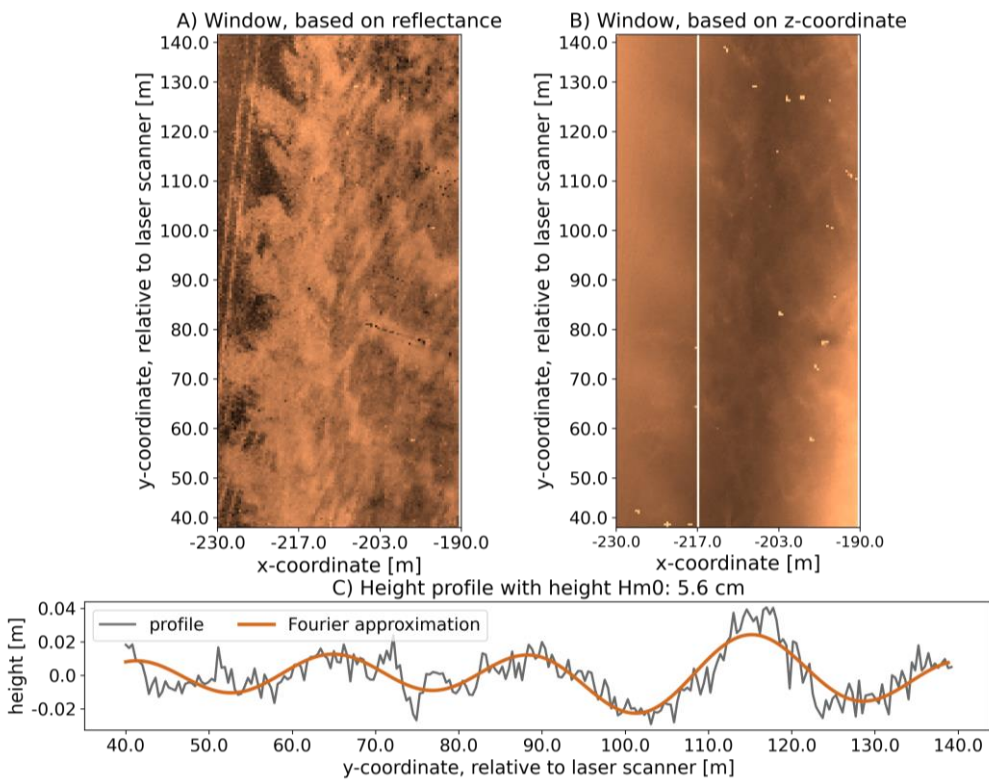 A) Window, based on reflectance
B) Window, based on z-coordinate
y-coordinate, relative to laser scanner [m]
140.0
130.0
120.0
110.0
100.0
90.0
80.0
70.0
60.0
50.0
40.0
-230.0 -217.0 -203.0 -190.0
x-coordinate [m]
y-coordinate, relative to laser scanner [m]
140.0
130.0
120.0
110.0
100.0
90.0
80.0
70.0
60.0
50.0
40.0
-230.0 -217.0 -203.0 -190.0
x-coordinate [m]
C) Height profile with height Hm0: 5.6 cm
height [m]
0.04
0.02
0.0
-0.02
profile Fourier approximation
40.0 50.0 60.0 70.0 80.0 90.0 100.0 110.0 120.0 130.0 140.0
y-coordinate, relative to laser scanner [m]